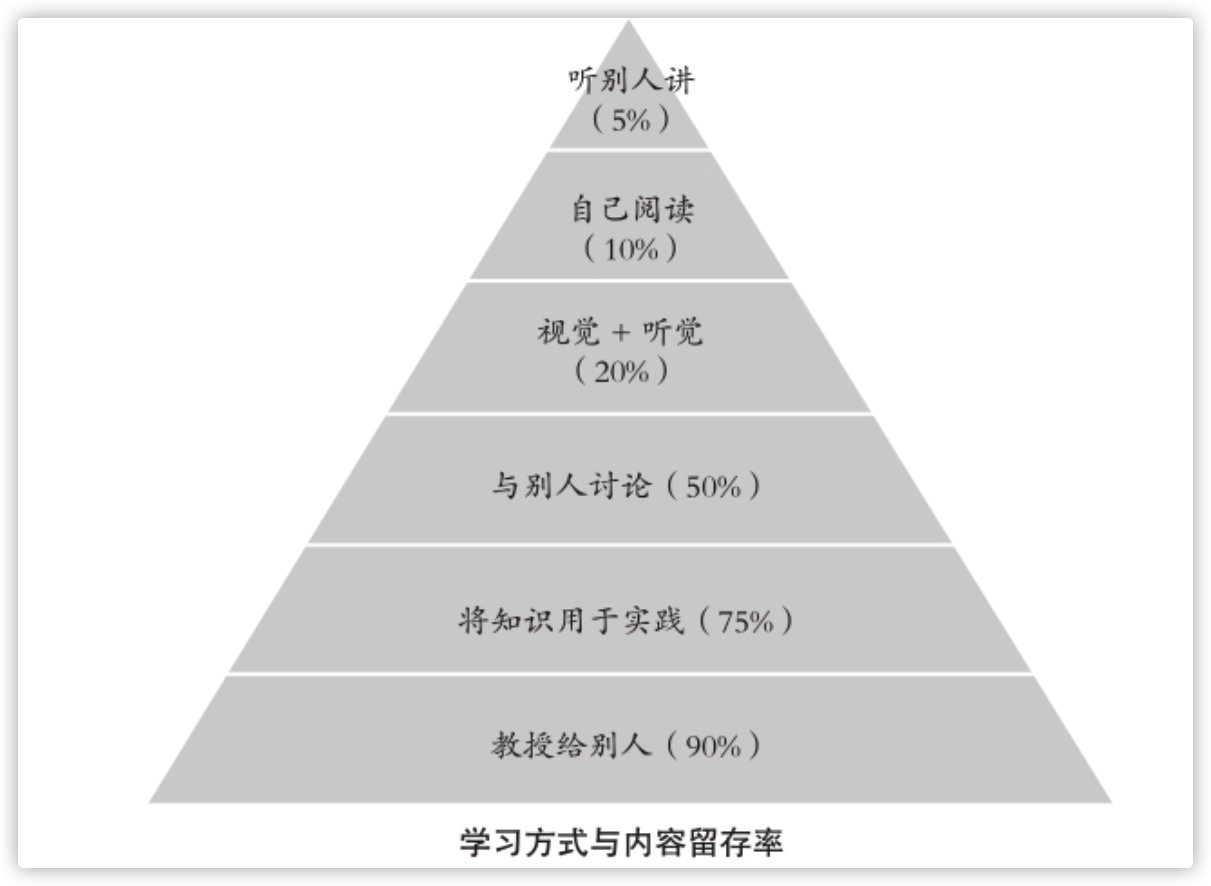 听别人讲
（5%）
自己阅读
（10%）
视觉 + 听觉
（20%）
与别人讨论（50%）
将知识用于实践（75%）
教授给别人（90%）
学习方式与内容留存率